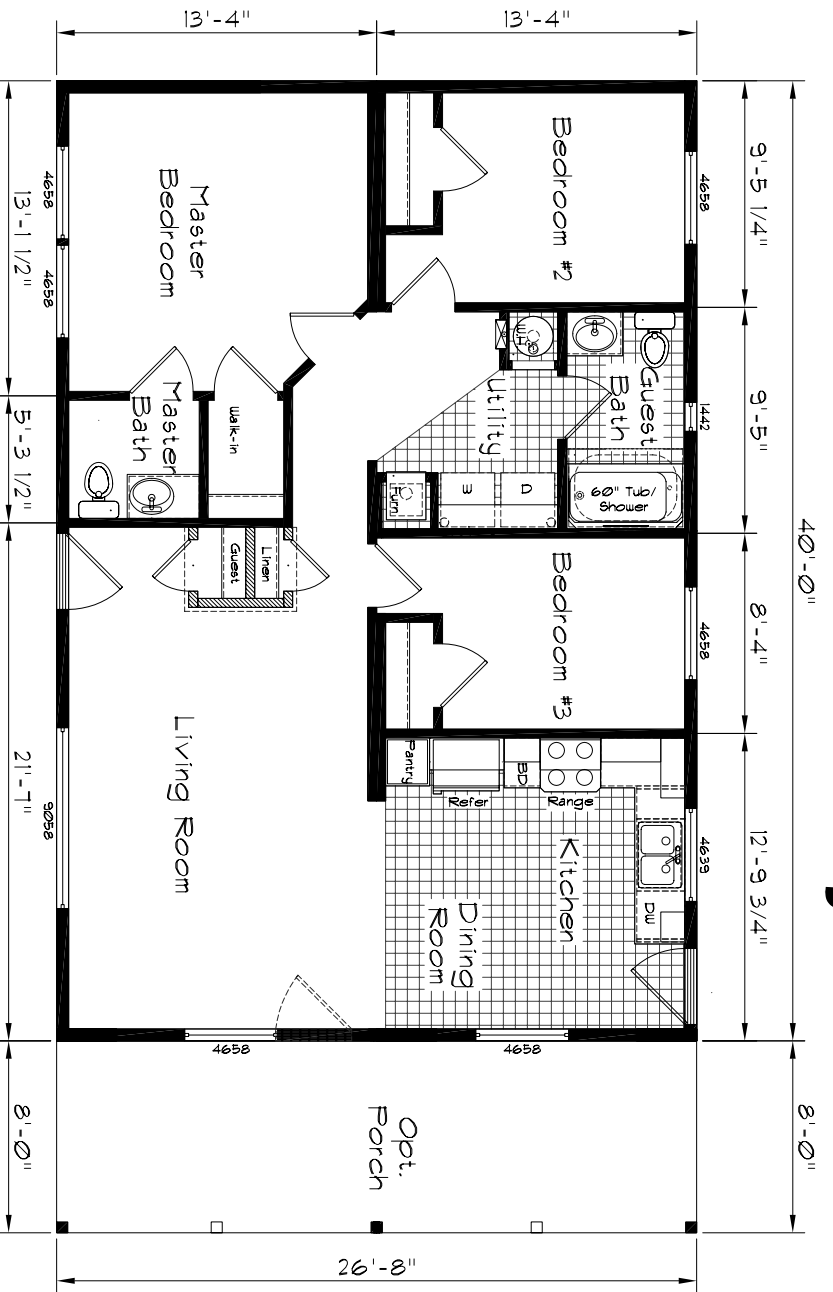 13'-4"
13'-4"
9'-5 1/4"
9'-5"
8'-4"
12'-9 3/4"
40'-0"
8'-0"
4658
1442
4658
4639
Bedroom #2
W.H.
Guest
Bath
60" Tub/
Shower
Utility
W
D
Bedroom #3
Pantry
Refer
BD
Range
Kitchen
DW
Dining
Room
Master
Bedroom
Master
Bath
Walk-in
Linen
Guest
Living Room
4658
4658
9058
4658
4658
Opt.
Porch
13'-1 1/2"
5'-3 1/2"
21'-7"
8'-0"
26'-8"